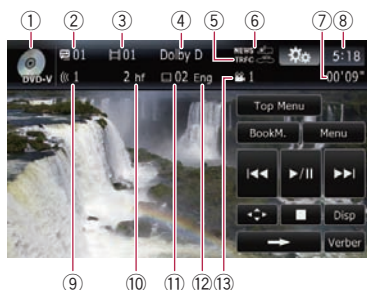 ① ② ③ ④ ⑤ ⑥ ⑦ ⑧
DVD-V 01 01 Dolby D NEWS TRFC 5:18
1 2 hf 02 Eng 1 00'09"
Top Menu
BookM. Menu
Disp
Verber
⑨ ⑩ ⑪ ⑫ ⑬